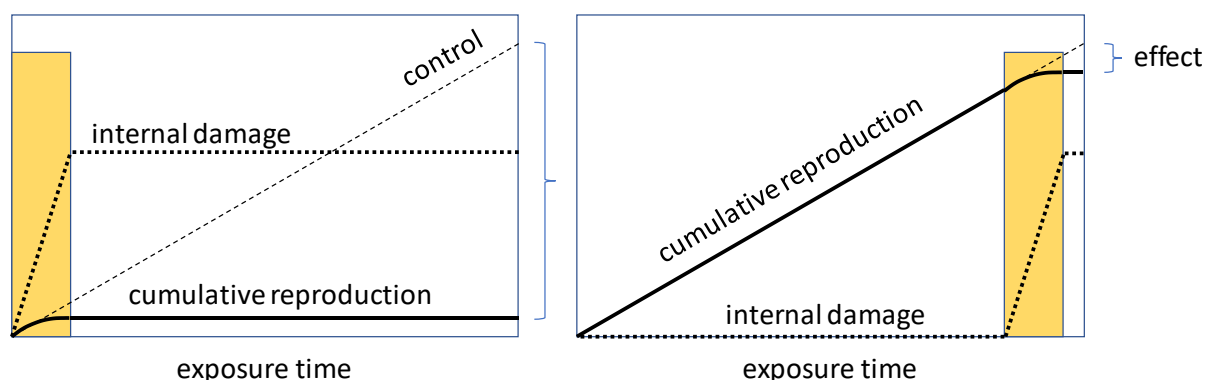 control
internal damage
cumulative reproduction
exposure time
effect
cumulative reproduction
internal damage
exposure time